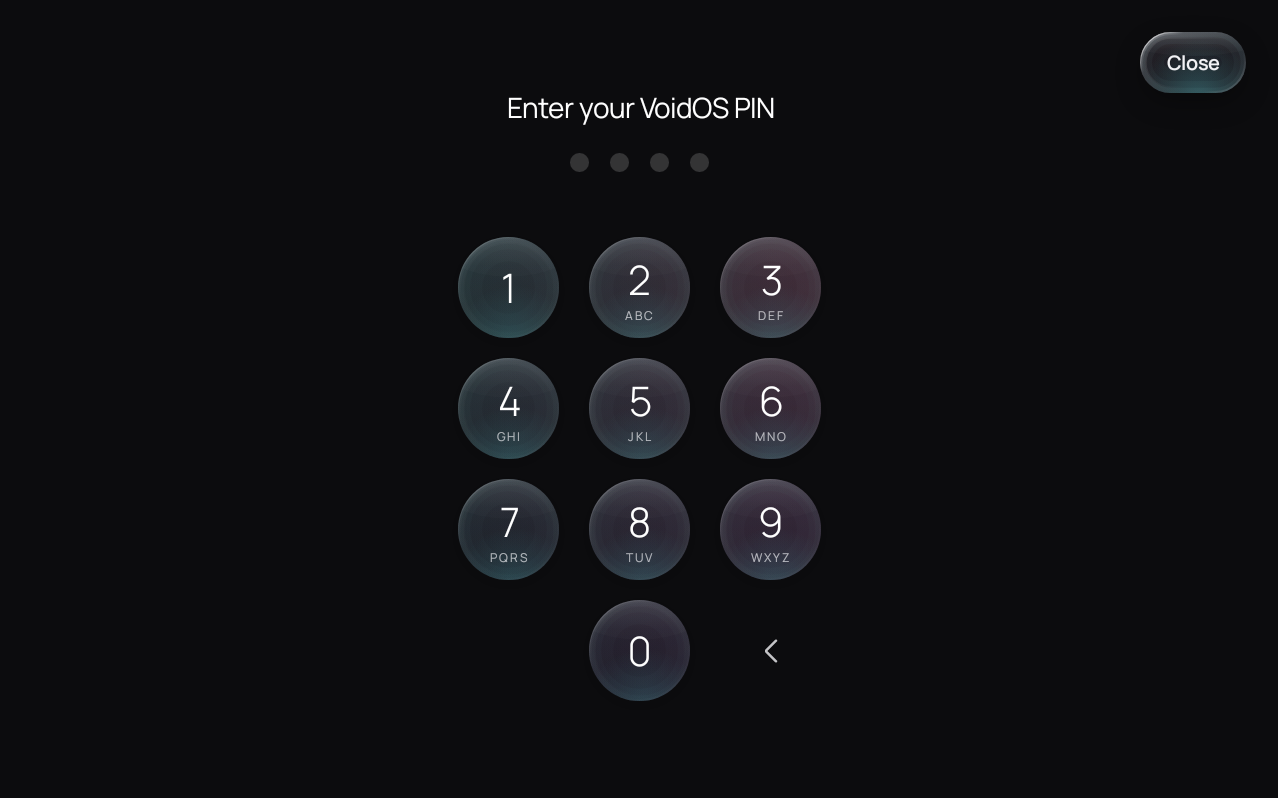 Close
Enter your VoidOS PIN
1
2
ABC
3
DEF
4
GHI
5
JKL
6
MNO
7
PQRS
8
TUV
9
WXYZ
0